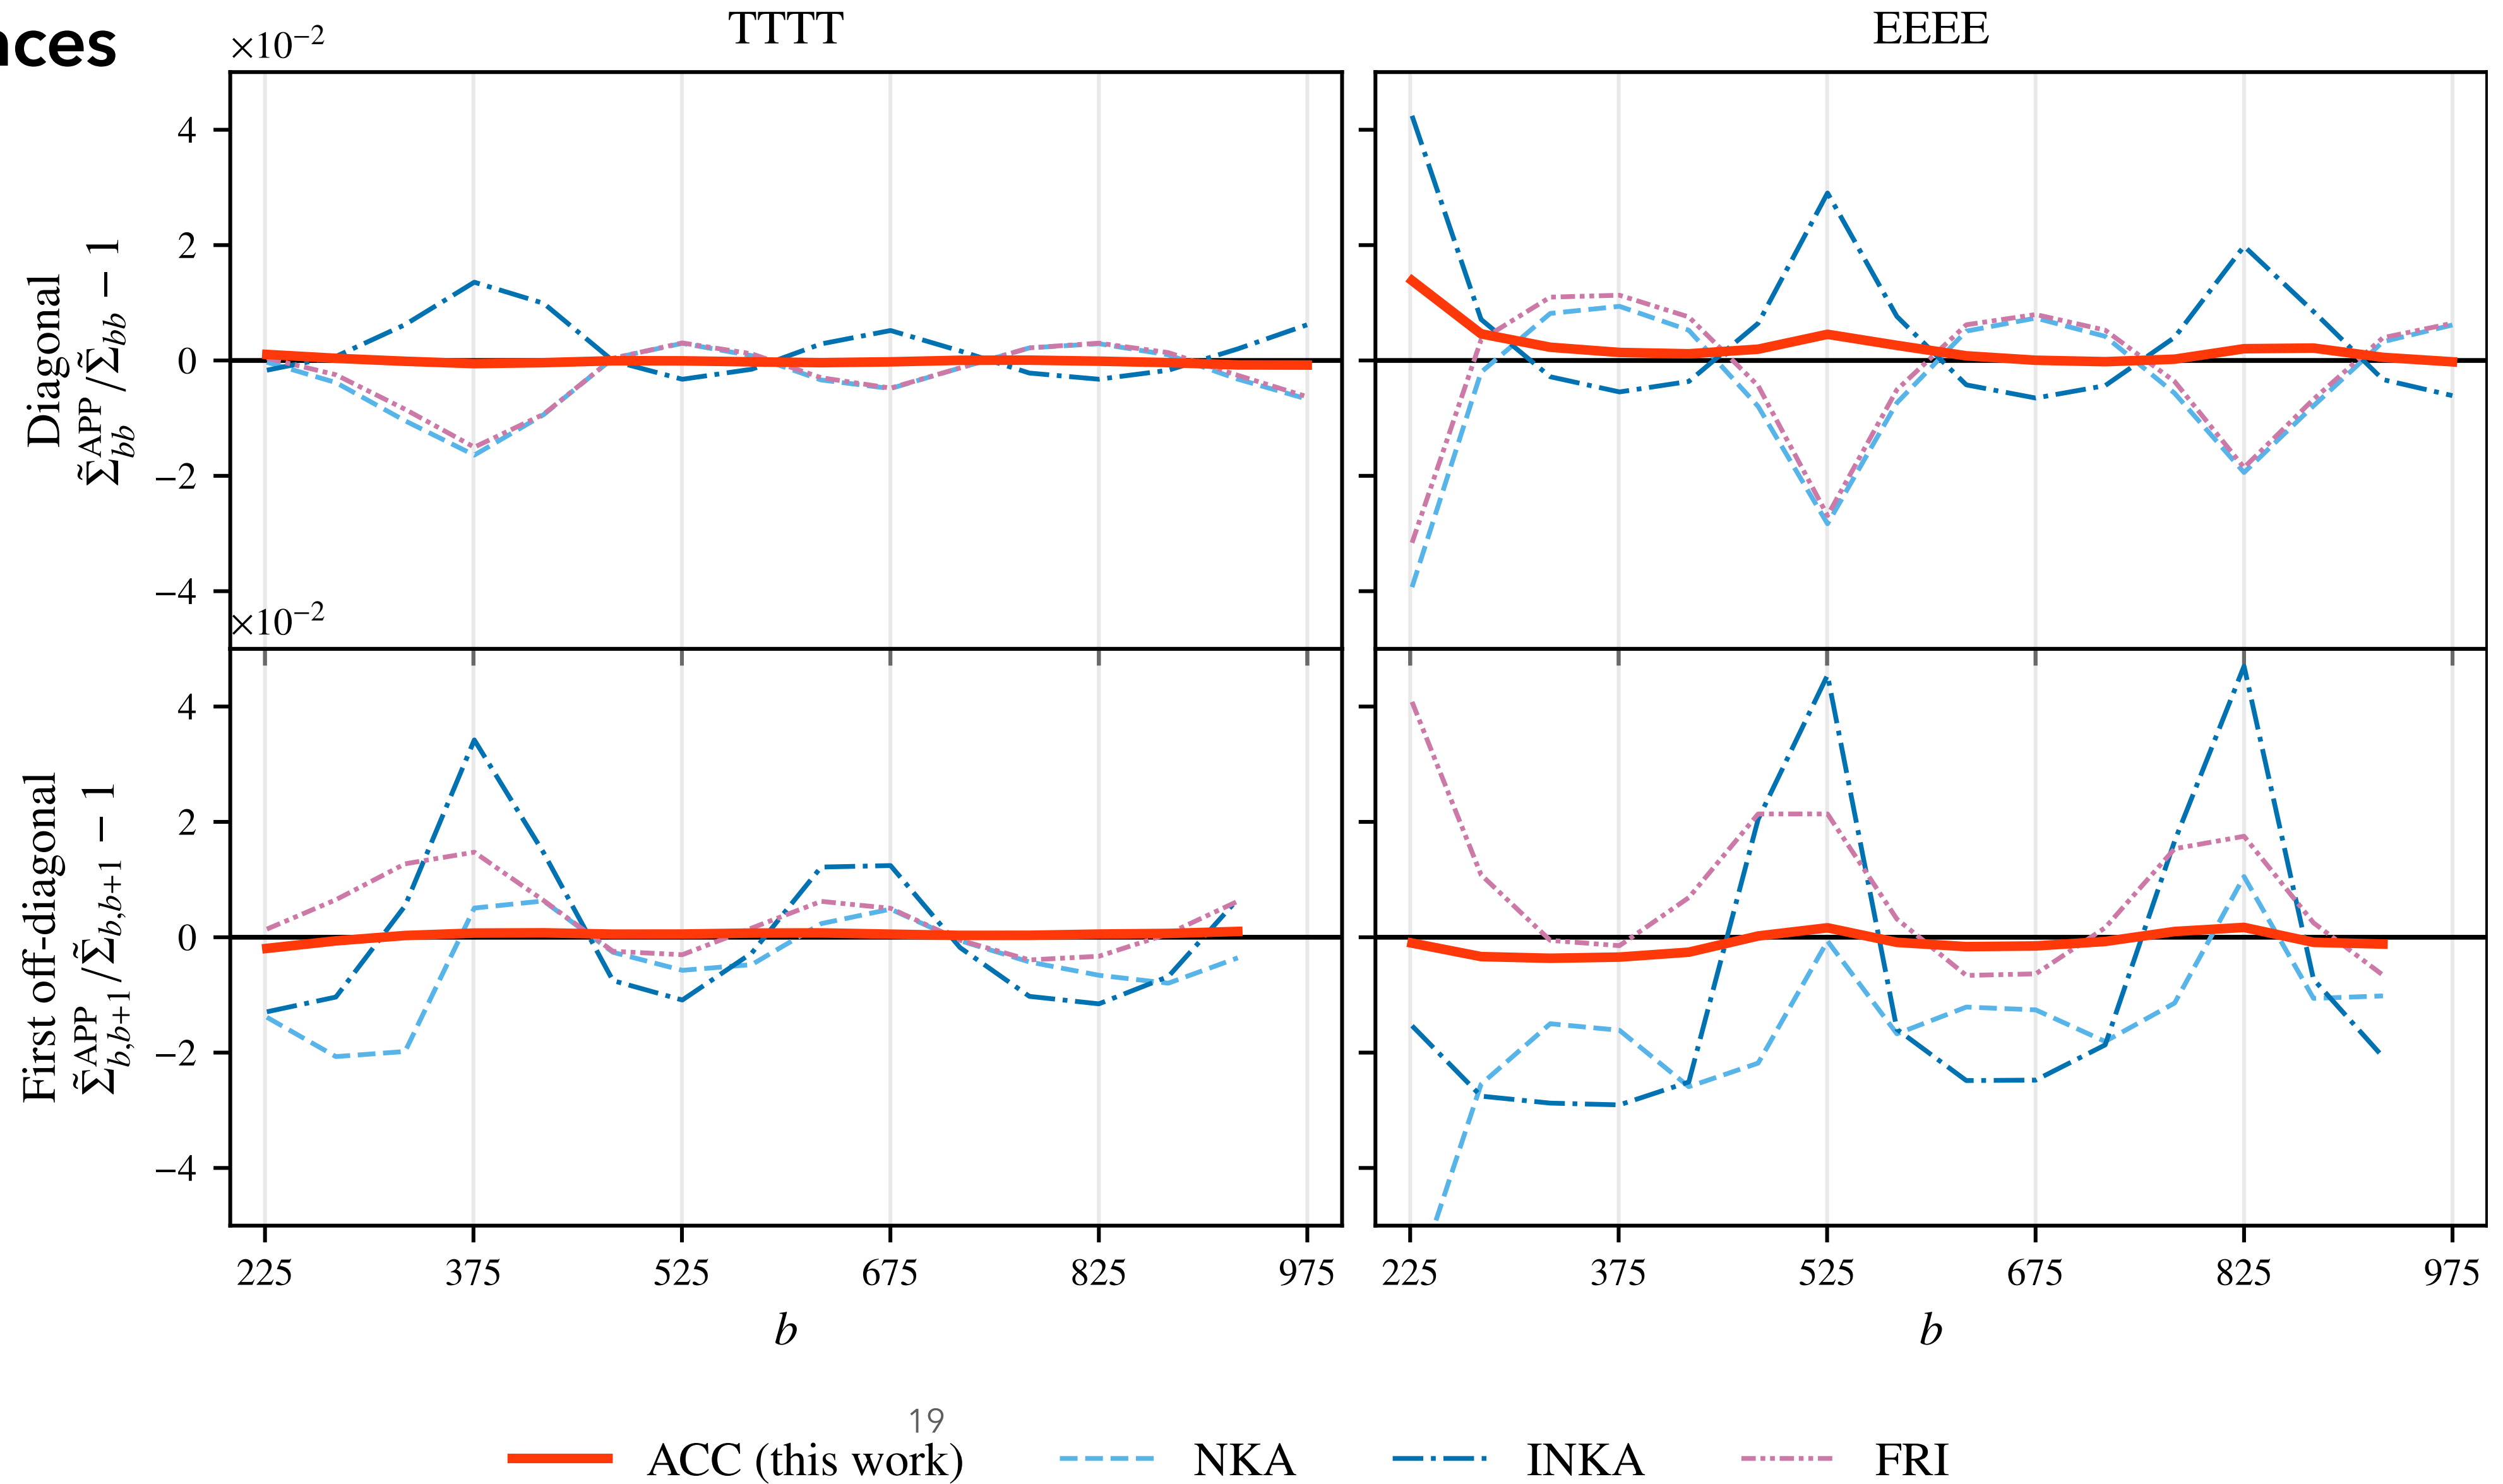 nces
TTTT
EEEE
×10⁻²
4
2
0
−2
−4
Diagonal
Σ̃ᴬᴾᴾ_bb / Σ̃_bb − 1
×10⁻²
4
2
0
−2
−4
First off-diagonal
Σ̃ᴬᴾᴾ_b,b+1 / Σ̃_b,b+1 − 1
225 375 525 675 825 975
225 375 525 675 825 975
b
b
19
ACC (this work) NKA INKA FRI